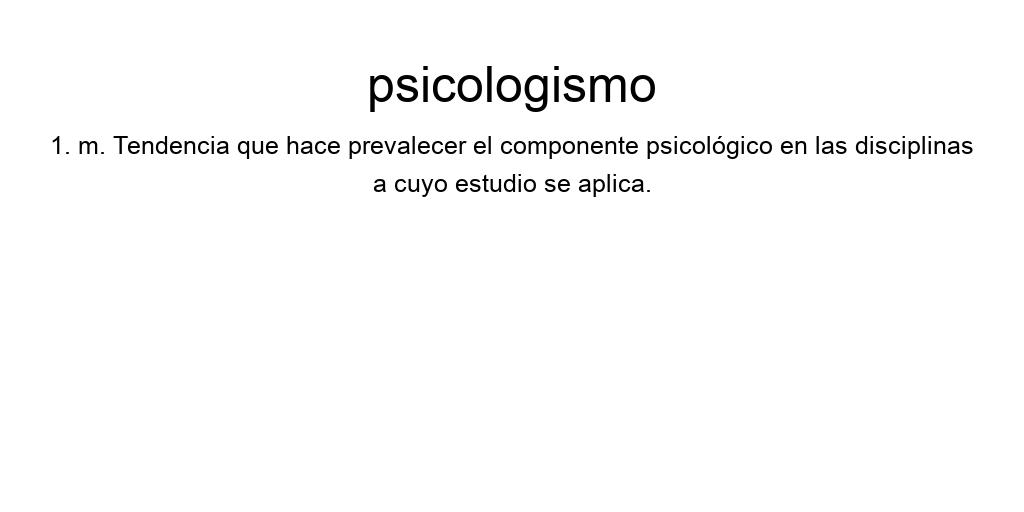 psicologismo
1. m. Tendencia que hace prevalecer el componente psicológico en las disciplinas
a cuyo estudio se aplica.